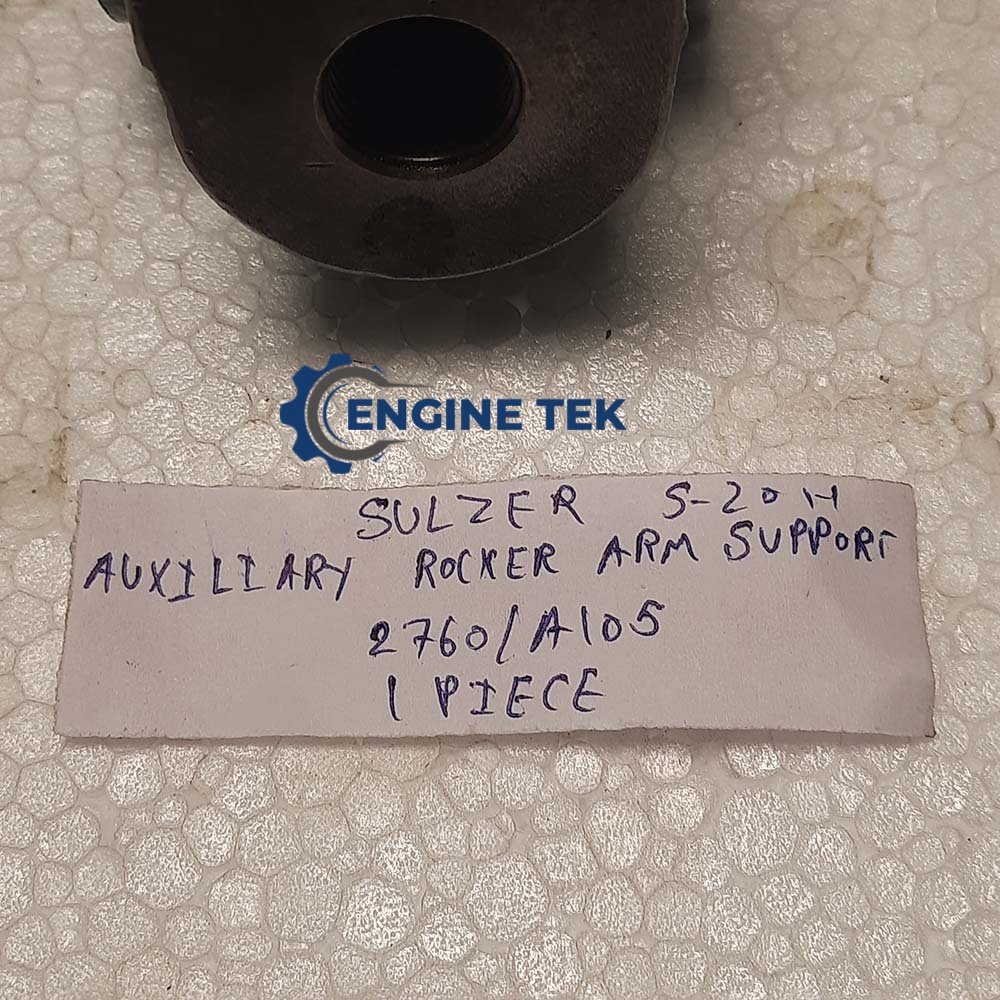 ENGINE TEK
SULZER S-20H
AUXILIARY ROCKER ARM SUPPORT
2760/A105
1 PIECE